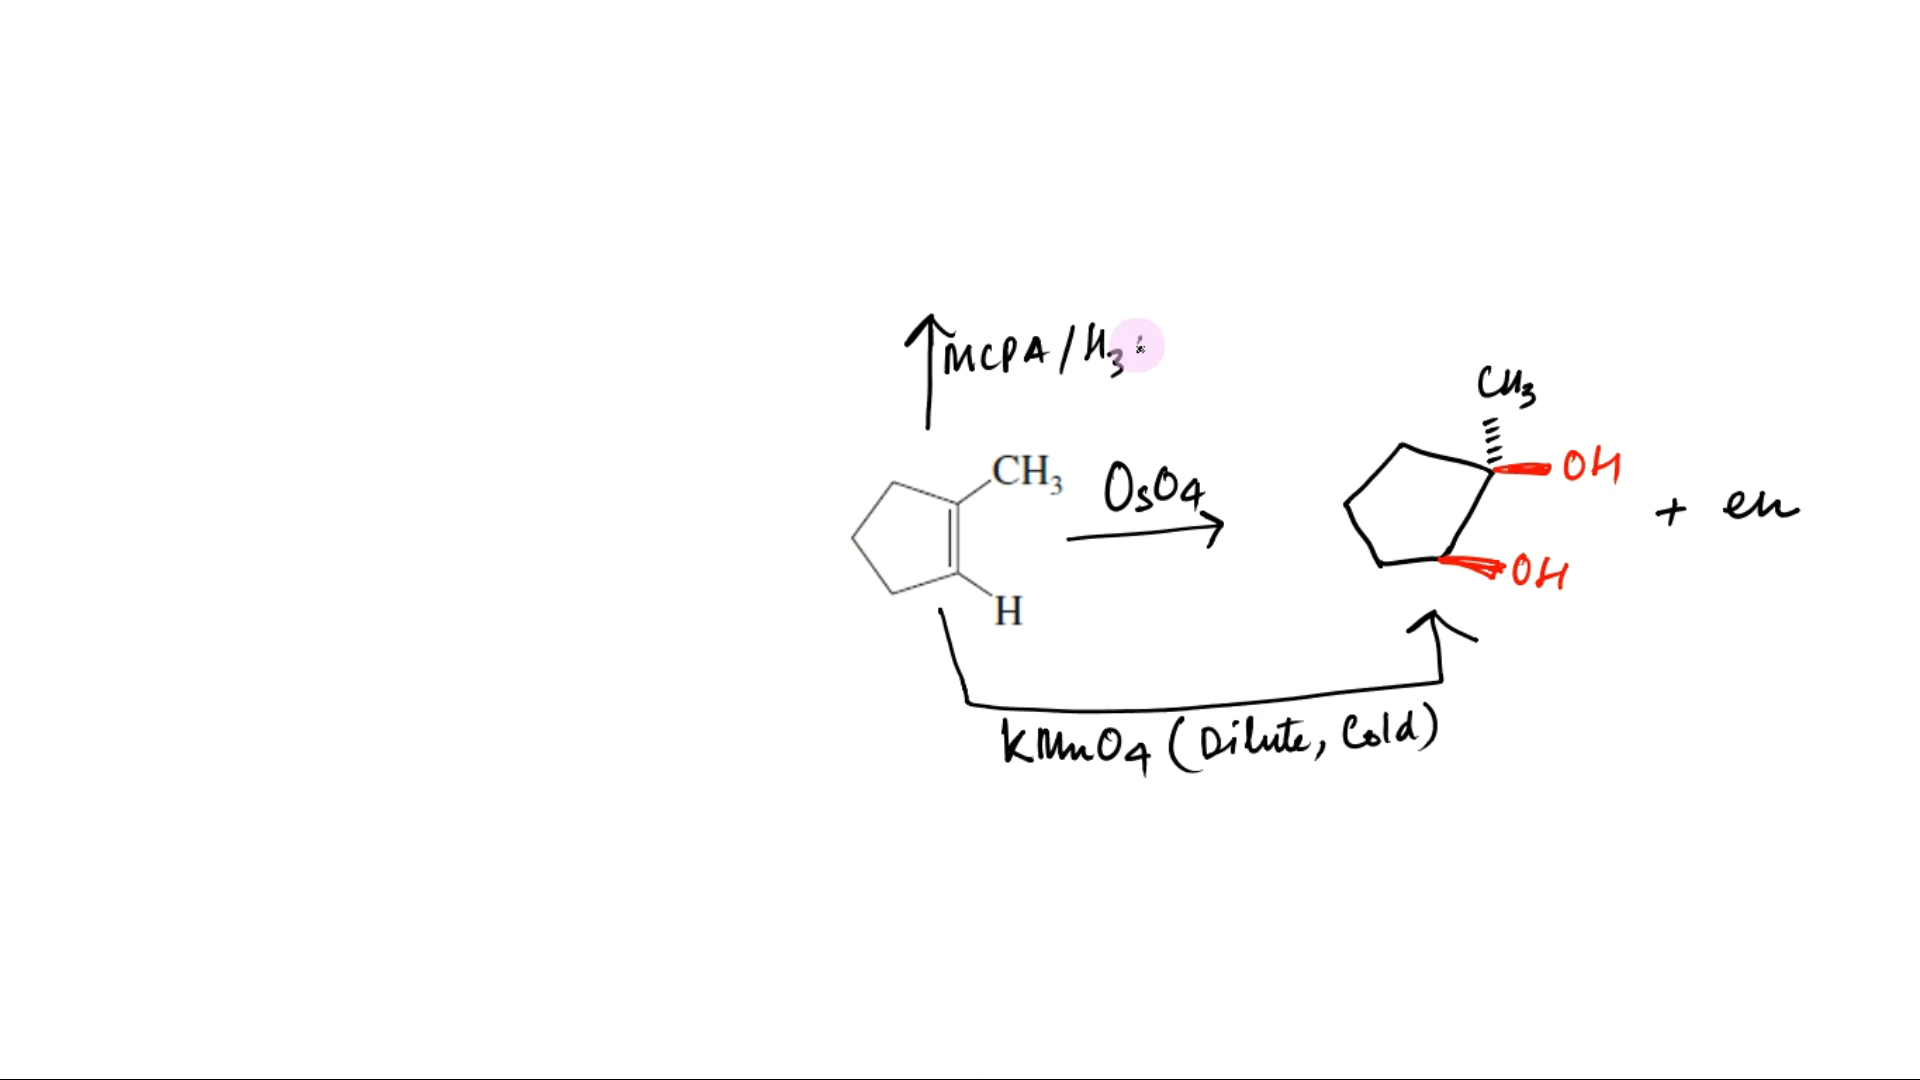 MCPA/H3
CH3
CH3
OsO4
OH
+ en
OH
H
KMnO4 (Dilute, Cold)